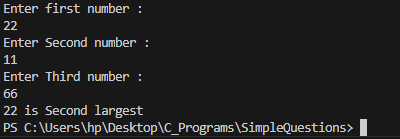 Enter first number :
22
Enter Second number :
11
Enter Third number :
66
22 is Second largest
PS C:\Users\hp\Desktop\C_Programs\SimpleQuestions>